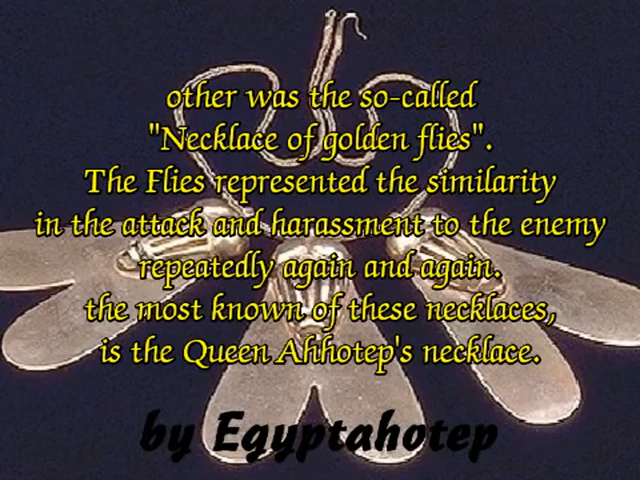 other was the so-called
"Necklace of golden flies".
The Flies represented the similarity
in the attack and harassment to the enemy
repeatedly again and again.
the most known of these necklaces,
is the Queen Ahhotep's necklace.
by Egyptahotep